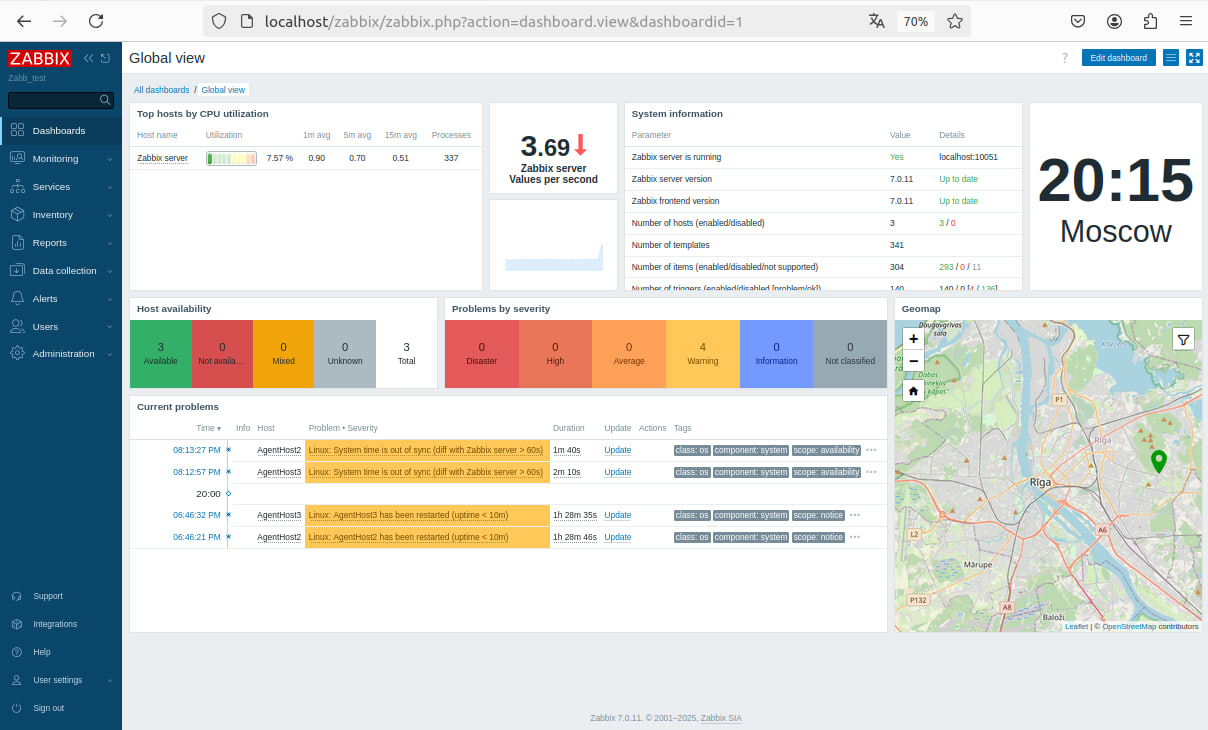 localhost/zabbix/zabbix.php?action=dashboard.view&dashboardid=1
70%
ZABBIX
Zabb_test
Dashboards
Monitoring
Services
Inventory
Reports
Data collection
Alerts
Users
Administration
Support
Integrations
Help
User settings
Sign out
Global view
? Edit dashboard
All dashboards / Global view
Top hosts by CPU utilization
Host name Utilization 1m avg 5m avg 15m avg Processes
Zabbix server 7.57 % 0.90 0.70 0.51 337
3.69
Zabbix server
Values per second
System information
Parameter Value Details
Zabbix server is running Yes localhost:10051
Zabbix server version 7.0.11 Up to date
Zabbix frontend version 7.0.11 Up to date
Number of hosts (enabled/disabled) 3 3 / 0
Number of templates 341
Number of items (enabled/disabled/not supported) 304 293 / 0 / 11
Number of triggers (enabled/disabled [problem/ok]) 140 140 / 0 [4 / 136]
20:15
Moscow
Host availability
3 0 0 0 3
Available Not availa... Mixed Unknown Total
Problems by severity
0 0 0 4 0 0
Disaster High Average Warning Information Not classified
Current problems
Time Info Host Problem • Severity Duration Update Actions Tags
08:13:27 PM AgentHost2 Linux: System time is out of sync (diff with Zabbix server > 60s) 1m 40s Update class: os component: system scope: availability •••
08:12:57 PM AgentHost3 Linux: System time is out of sync (diff with Zabbix server > 60s) 2m 10s Update class: os component: system scope: availability •••
20:00
06:46:32 PM AgentHost3 Linux: AgentHost3 has been restarted (uptime < 10m) 1h 28m 35s Update class: os component: system scope: notice •••
06:46:21 PM AgentHost2 Linux: AgentHost2 has been restarted (uptime < 10m) 1h 28m 46s Update class: os component: system scope: notice •••
Geomap
+
−
Daugavgrīvas
sala
Ķīšezers
Dabas
P1
Rīga
Rīga
A6
L2
Mārupe
P132
A8
Baloži
Leaflet | © OpenStreetMap contributors
Zabbix 7.0.11. © 2001–2025, Zabbix SIA